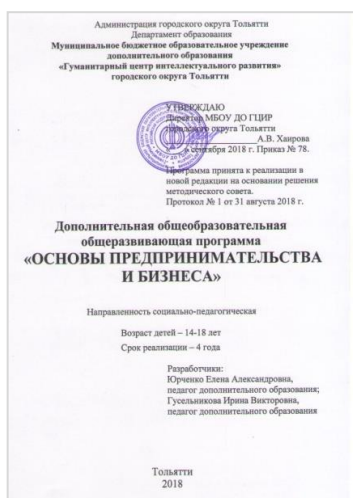 Администрация городского округа Тольятти
Департамент образования
Муниципальное бюджетное образовательное учреждение
дополнительного образования
«Гуманитарный центр интеллектуального развития»
городского округа Тольятти
УТВЕРЖДАЮ
Директор МБОУ ДО ГЦИР
городского округа Тольятти
А.В. Хаирова
сентября 2018 г. Приказ № 78.
Программа принята к реализации в
новой редакции на основании решения
методического совета.
Протокол № 1 от 31 августа 2018 г.
Дополнительная общеобразовательная
общеразвивающая программа
«ОСНОВЫ ПРЕДПРИНИМАТЕЛЬСТВА
И БИЗНЕСА»
Направленность социально-педагогическая
Возраст детей – 14-18 лет
Срок реализации – 4 года
Разработчики:
Юрченко Елена Александровна,
педагог дополнительного образования;
Гусельникова Ирина Викторовна,
педагог дополнительного образования
Тольятти
2018